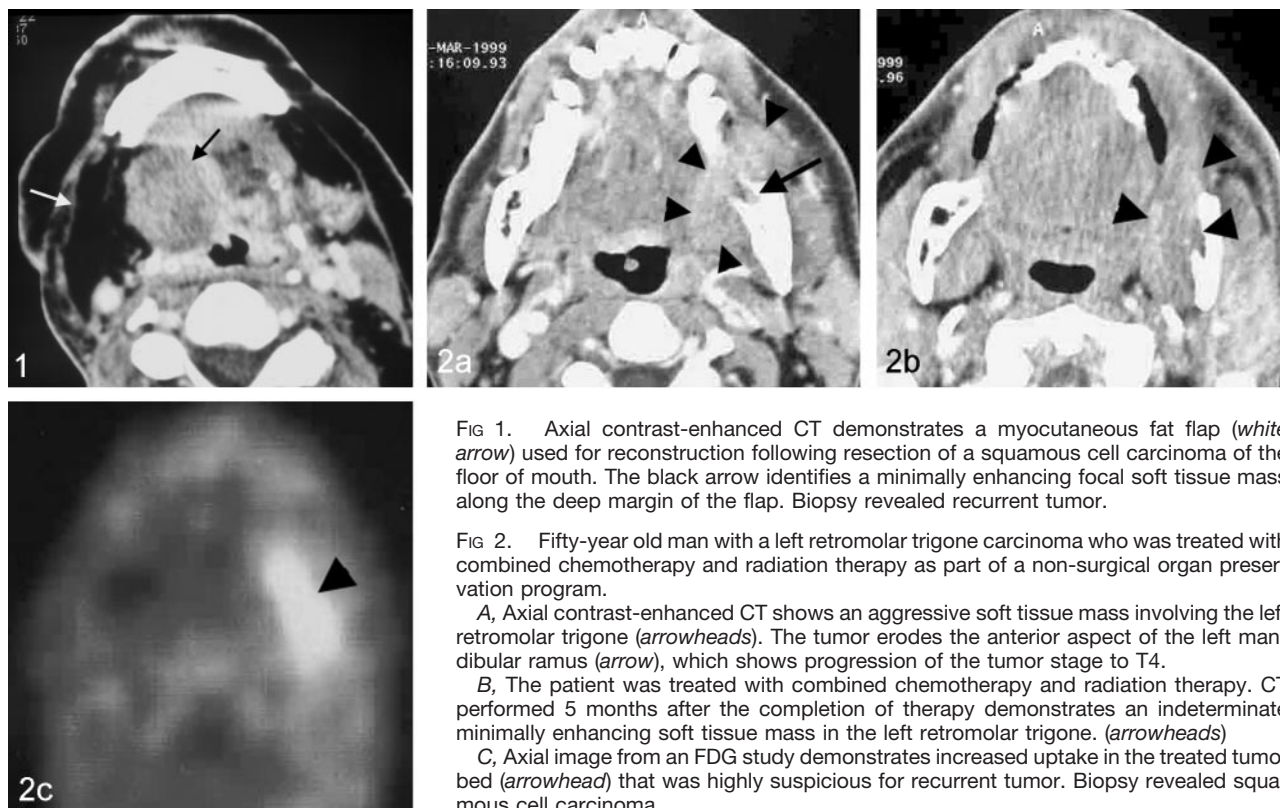 22
37
50
1
A
-MAR-1999
:16:09.93
2a
A
999
.96
2b
2c
FIG 1. Axial contrast-enhanced CT demonstrates a myocutaneous fat flap (white
arrow) used for reconstruction following resection of a squamous cell carcinoma of the
floor of mouth. The black arrow identifies a minimally enhancing focal soft tissue mass
along the deep margin of the flap. Biopsy revealed recurrent tumor.
FIG 2. Fifty-year old man with a left retromolar trigone carcinoma who was treated with
combined chemotherapy and radiation therapy as part of a non-surgical organ preser
vation program.
A, Axial contrast-enhanced CT shows an aggressive soft tissue mass involving the lef
retromolar trigone (arrowheads). The tumor erodes the anterior aspect of the left man
dibular ramus (arrow), which shows progression of the tumor stage to T4.
B, The patient was treated with combined chemotherapy and radiation therapy. CT
performed 5 months after the completion of therapy demonstrates an indeterminate
minimally enhancing soft tissue mass in the left retromolar trigone. (arrowheads)
C, Axial image from an FDG study demonstrates increased uptake in the treated tumo
bed (arrowhead) that was highly suspicious for recurrent tumor. Biopsy revealed squa
mous cell carcinoma